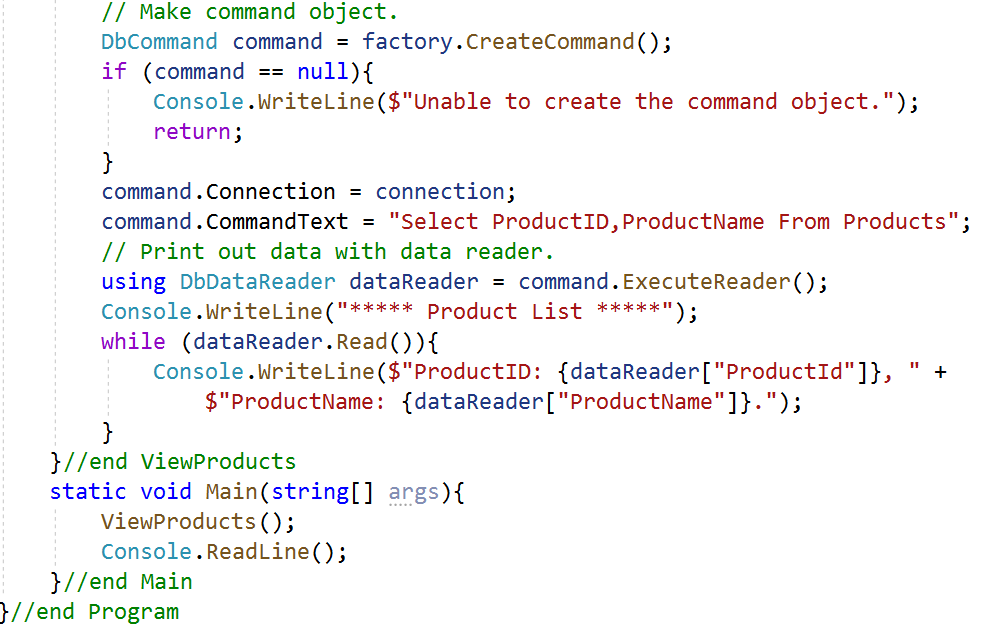 // Make command object.
DbCommand command = factory.CreateCommand();
if (command == null){
Console.WriteLine($"Unable to create the command object.");
return;
}
command.Connection = connection;
command.CommandText = "Select ProductID,ProductName From Products";
// Print out data with data reader.
using DbDataReader dataReader = command.ExecuteReader();
Console.WriteLine("***** Product List *****");
while (dataReader.Read()){
Console.WriteLine($"ProductID: {dataReader["ProductId"]}, " +
$"ProductName: {dataReader["ProductName"]}.");
}
}//end ViewProducts
static void Main(string[] args){
ViewProducts();
Console.ReadLine();
}//end Main
}//end Program